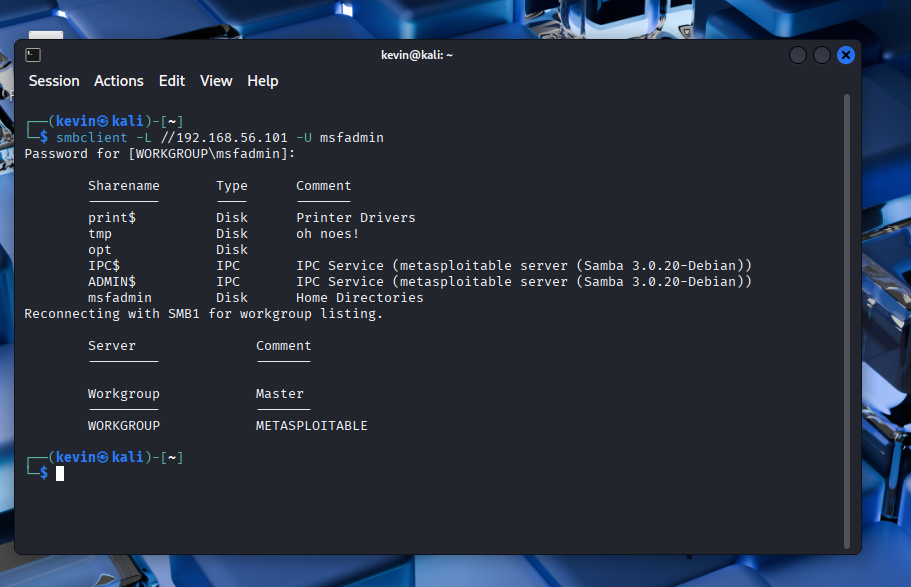 kevin@kali: ~
Session Actions Edit View Help
┌──(kevin㉿kali)-[~]
└─$ smbclient -L //192.168.56.101 -U msfadmin
Password for [WORKGROUP\msfadmin]:
Sharename Type Comment
print$ Disk Printer Drivers
tmp Disk oh noes!
opt Disk
IPC$ IPC IPC Service (metasploitable server (Samba 3.0.20-Debian))
ADMIN$ IPC IPC Service (metasploitable server (Samba 3.0.20-Debian))
msfadmin Disk Home Directories
Reconnecting with SMB1 for workgroup listing.
Server Comment
Workgroup Master
WORKGROUP METASPLOITABLE
┌──(kevin㉿kali)-[~]
└─$